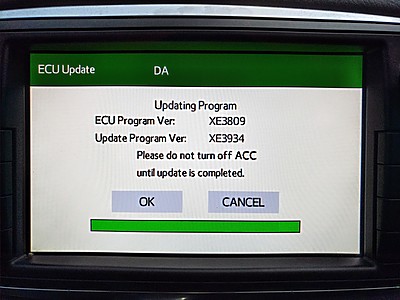 ECU Update DA
Updating Program
ECU Program Ver: XE3809
Update Program Ver: XE3934
Please do not turn off ACC
until update is completed.
OK CANCEL